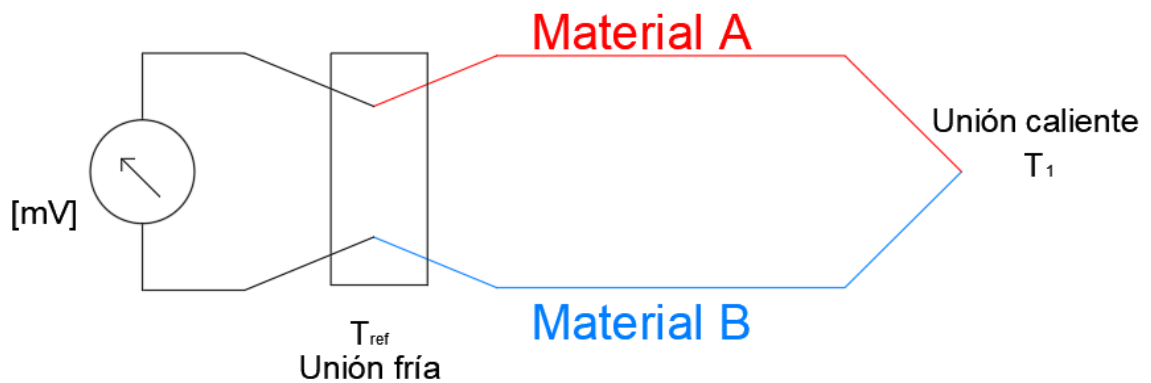 Material A
Unión caliente
T₁
[mV]
Material B
Tref
Unión fría